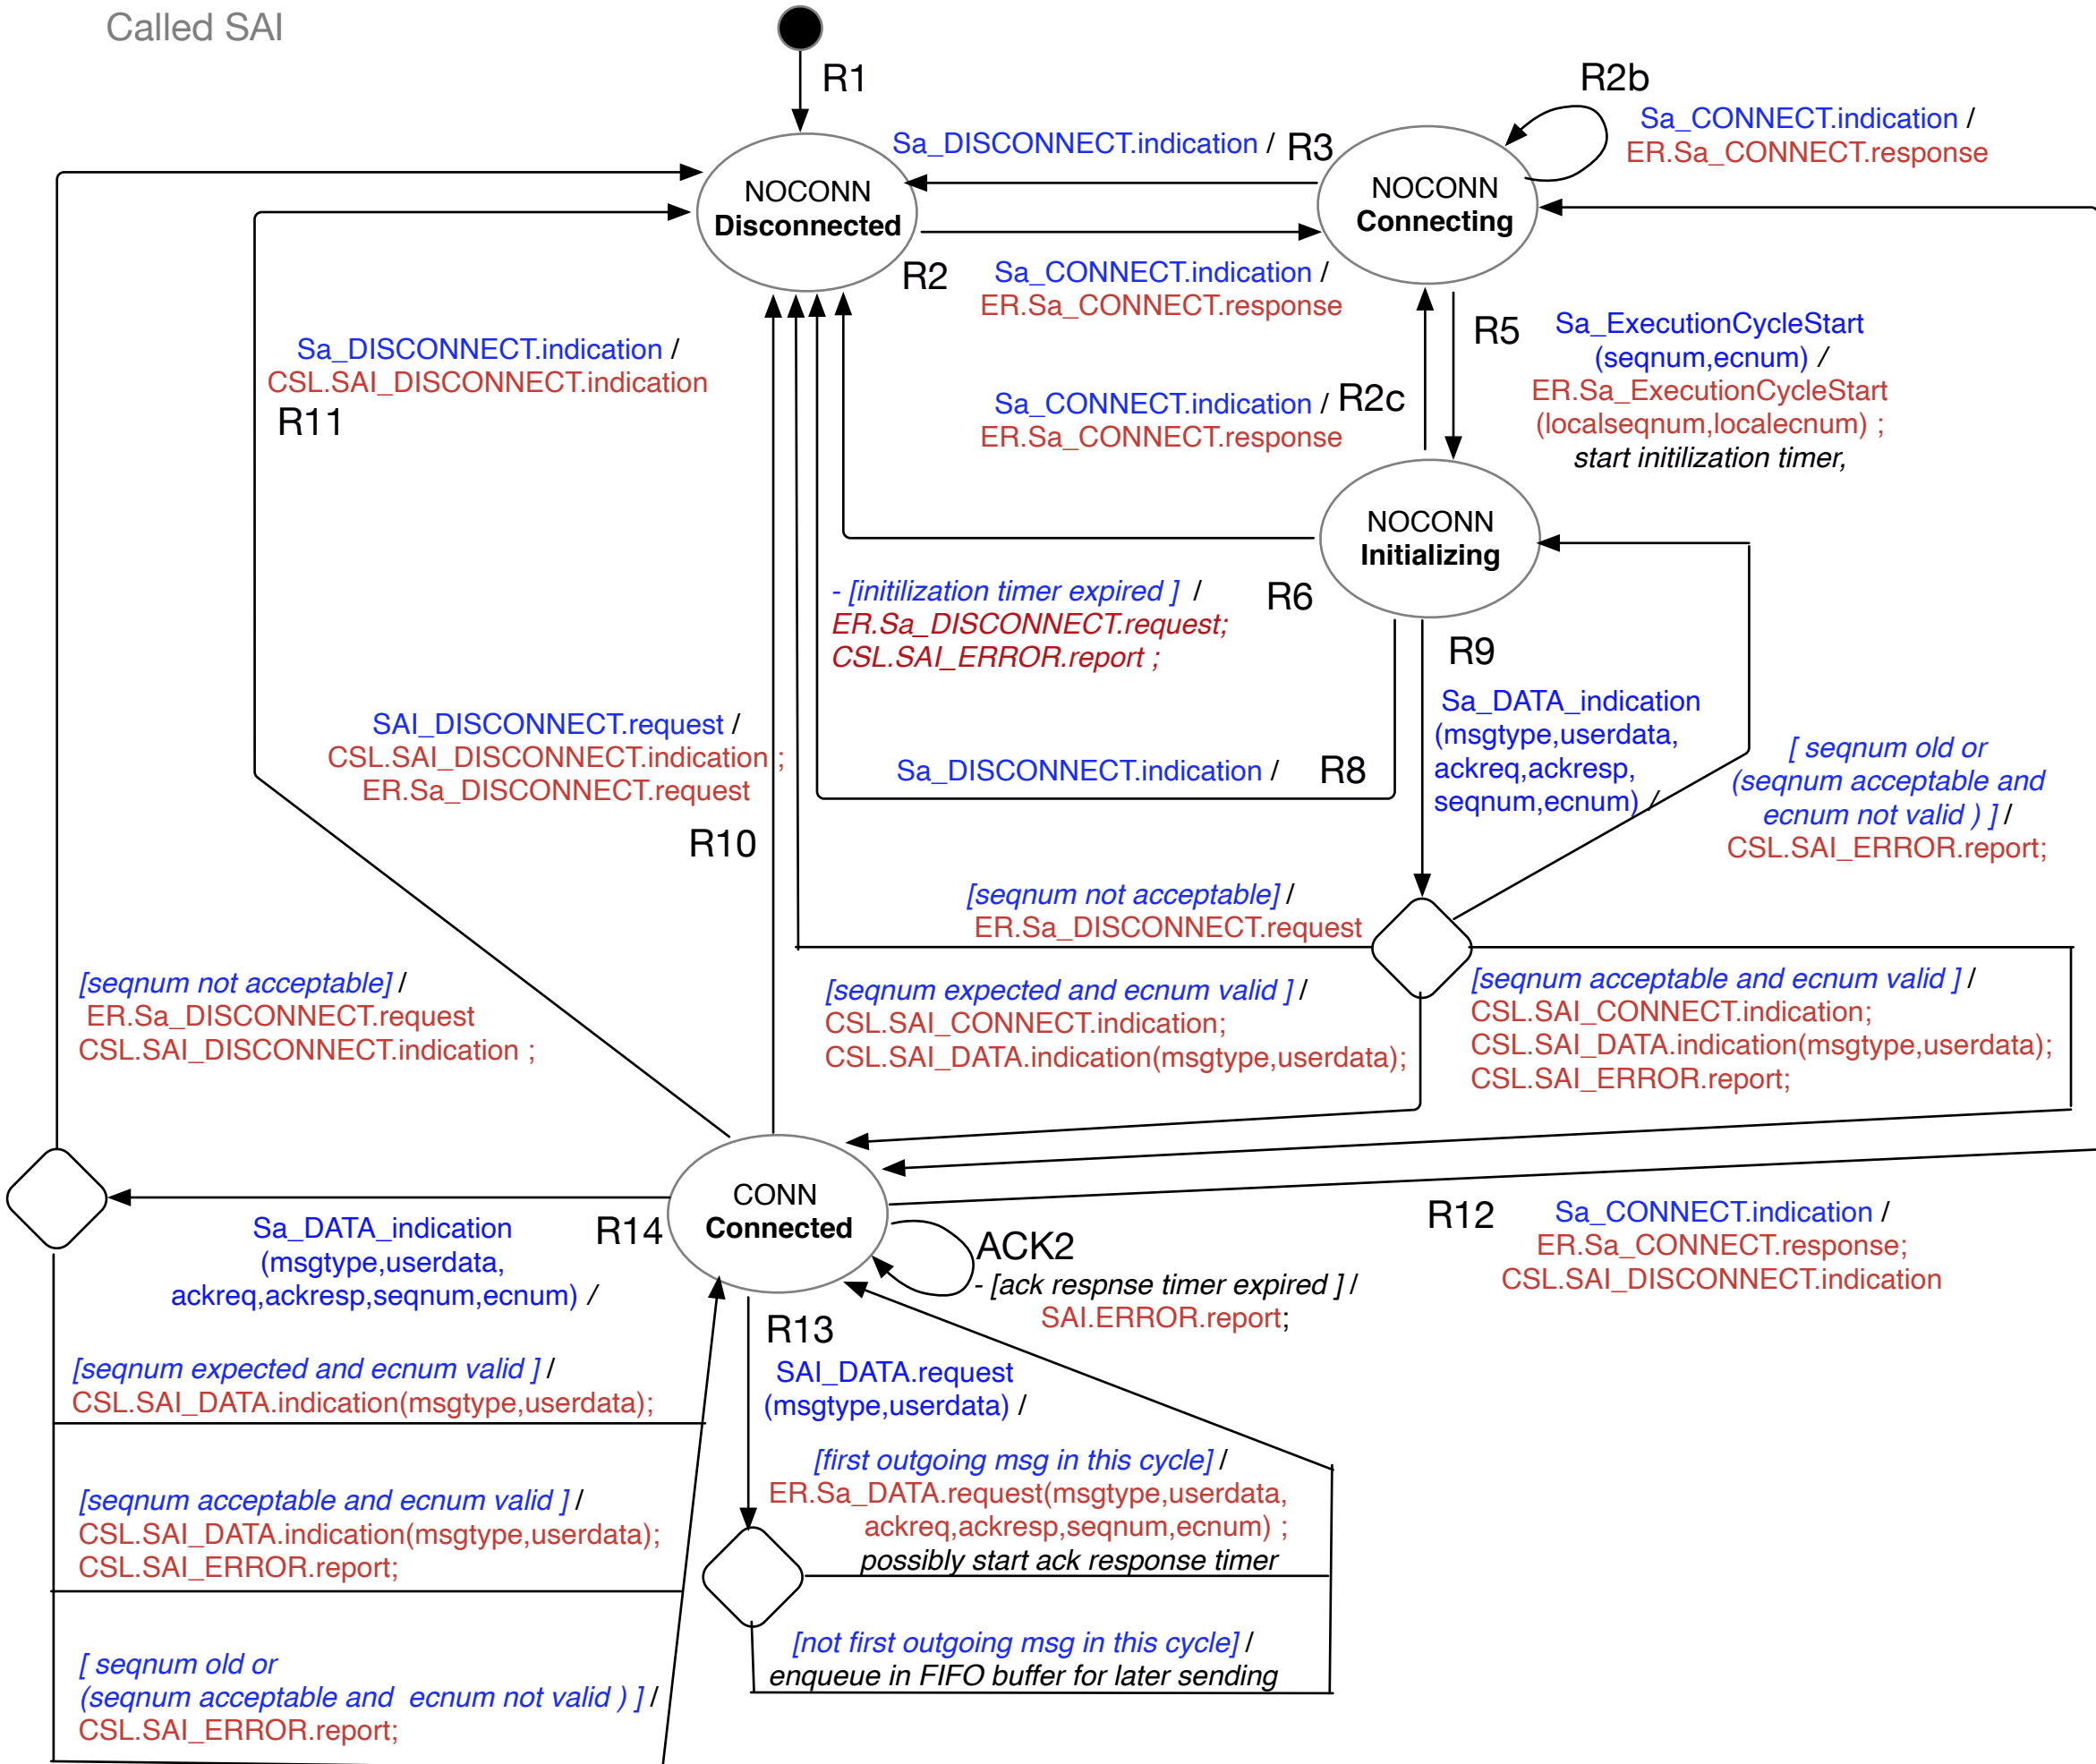 Called SAI
R1
R2b
Sa_CONNECT.indication /
ER.Sa_CONNECT.response
Sa_DISCONNECT.indication / R3
NOCONN
Disconnected
NOCONN
Connecting
R2
Sa_CONNECT.indication /
ER.Sa_CONNECT.response
R5
Sa_ExecutionCycleStart
(seqnum,ecnum) /
ER.Sa_ExecutionCycleStart
(localseqnum,localecnum) ;
start initilization timer,
Sa_DISCONNECT.indication /
CSL.SAI_DISCONNECT.indication
R11
Sa_CONNECT.indication / R2c
ER.Sa_CONNECT.response
NOCONN
Initializing
- [initilization timer expired ] /
ER.Sa_DISCONNECT.request;
CSL.SAI_ERROR.report ;
R6
R9
Sa_DATA_indication
(msgtype,userdata,
ackreq,ackresp,
seqnum,ecnum) /
SAI_DISCONNECT.request /
CSL.SAI_DISCONNECT.indication ;
ER.Sa_DISCONNECT.request
R10
Sa_DISCONNECT.indication / R8
[ seqnum old or
(seqnum acceptable and
ecnum not valid ) ] /
CSL.SAI_ERROR.report;
[seqnum not acceptable] /
ER.Sa_DISCONNECT.request
[seqnum not acceptable] /
ER.Sa_DISCONNECT.request
CSL.SAI_DISCONNECT.indication ;
[seqnum expected and ecnum valid ] /
CSL.SAI_CONNECT.indication;
CSL.SAI_DATA.indication(msgtype,userdata);
[seqnum acceptable and ecnum valid ] /
CSL.SAI_CONNECT.indication;
CSL.SAI_DATA.indication(msgtype,userdata);
CSL.SAI_ERROR.report;
CONN
Connected
R14
Sa_DATA_indication
(msgtype,userdata,
ackreq,ackresp,seqnum,ecnum) /
R12
Sa_CONNECT.indication /
ER.Sa_CONNECT.response;
CSL.SAI_DISCONNECT.indication
ACK2
- [ack respnse timer expired ] /
SAI.ERROR.report;
R13
SAI_DATA.request
(msgtype,userdata) /
[seqnum expected and ecnum valid ] /
CSL.SAI_DATA.indication(msgtype,userdata);
[first outgoing msg in this cycle] /
ER.Sa_DATA.request(msgtype,userdata,
ackreq,ackresp,seqnum,ecnum) ;
possibly start ack response timer
[seqnum acceptable and ecnum valid ] /
CSL.SAI_DATA.indication(msgtype,userdata);
CSL.SAI_ERROR.report;
[not first outgoing msg in this cycle] /
enqueue in FIFO buffer for later sending
[ seqnum old or
(seqnum acceptable and ecnum not valid ) ] /
CSL.SAI_ERROR.report;